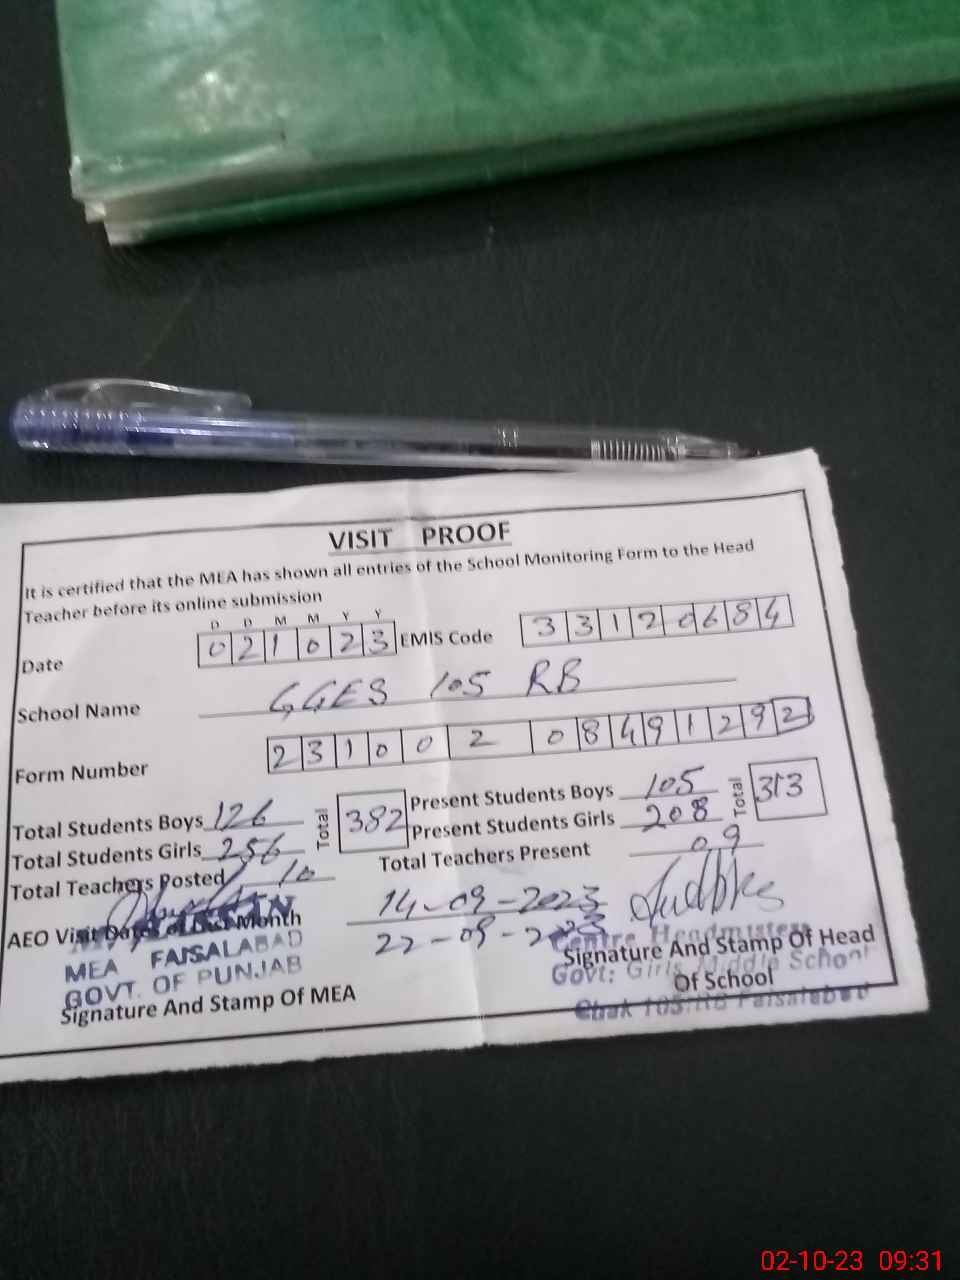 VISIT PROOF
It is certified that the MEA has shown all entries of the School Monitoring Form to the Head
Teacher before its online submission
D D M M Y Y
Date 0 2 1 0 2 3 EMIS Code 3 3 1 2 0 6 8 4
School Name GGES 105 RB
Form Number 2 3 1 0 0 2 0 8 4 9 1 2 9 2
Total Students Boys 126 Total 382 Present Students Boys 105 Total 313
Total Students Girls 256 Present Students Girls 208
Total Teachers Posted 10 Total Teachers Present 09
AEO Visit Dates of Last Month 14-09-2023
22-09-2023
MEA FAISALABAD
GOVT. OF PUNJAB
Signature And Stamp Of MEA
Centre Headmistress
Signature And Stamp Of Head
Govt: Girls Middle School
Of School
Chak 105/RB Faisalabad
02-10-23 09:31